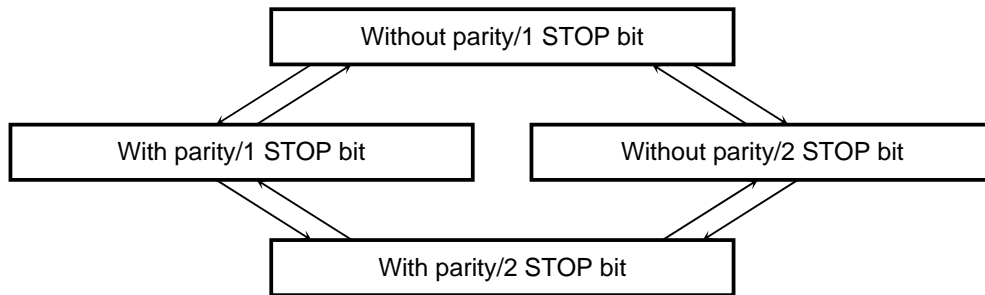 Without parity/1 STOP bit
With parity/1 STOP bit
Without parity/2 STOP bit
With parity/2 STOP bit